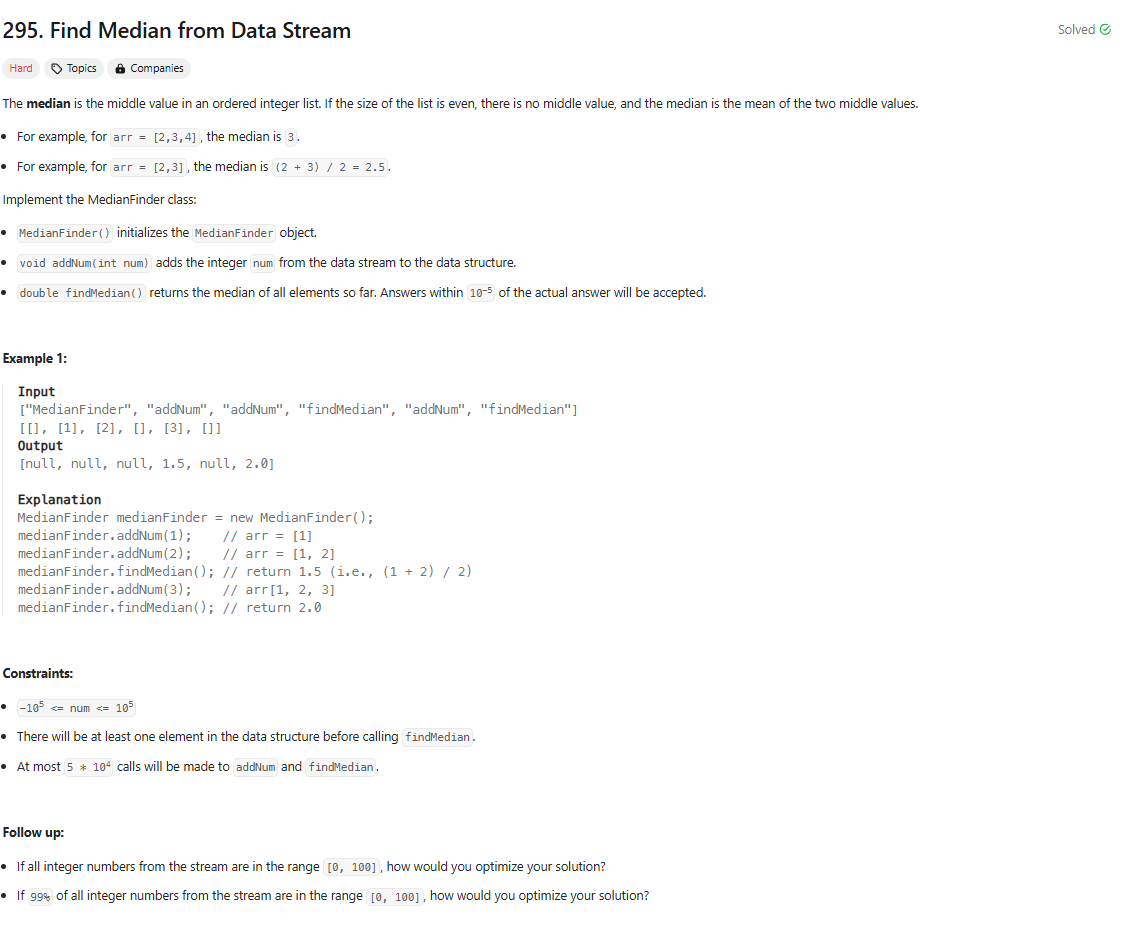 295. Find Median from Data Stream
Solved
Hard Topics Companies
The median is the middle value in an ordered integer list. If the size of the list is even, there is no middle value, and the median is the mean of the two middle values.
• For example, for arr = [2,3,4], the median is 3.
• For example, for arr = [2,3], the median is (2 + 3) / 2 = 2.5.
Implement the MedianFinder class:
• MedianFinder() initializes the MedianFinder object.
• void addNum(int num) adds the integer num from the data stream to the data structure.
• double findMedian() returns the median of all elements so far. Answers within 10⁻⁵ of the actual answer will be accepted.
Example 1:
Input
["MedianFinder", "addNum", "addNum", "findMedian", "addNum", "findMedian"]
[[], [1], [2], [], [3], []]
Output
[null, null, null, 1.5, null, 2.0]
Explanation
MedianFinder medianFinder = new MedianFinder();
medianFinder.addNum(1);    // arr = [1]
medianFinder.addNum(2);    // arr = [1, 2]
medianFinder.findMedian(); // return 1.5 (i.e., (1 + 2) / 2)
medianFinder.addNum(3);    // arr[1, 2, 3]
medianFinder.findMedian(); // return 2.0
Constraints:
• -10⁵ <= num <= 10⁵
• There will be at least one element in the data structure before calling findMedian.
• At most 5 * 10⁴ calls will be made to addNum and findMedian.
Follow up:
• If all integer numbers from the stream are in the range [0, 100], how would you optimize your solution?
• If 99% of all integer numbers from the stream are in the range [0, 100], how would you optimize your solution?